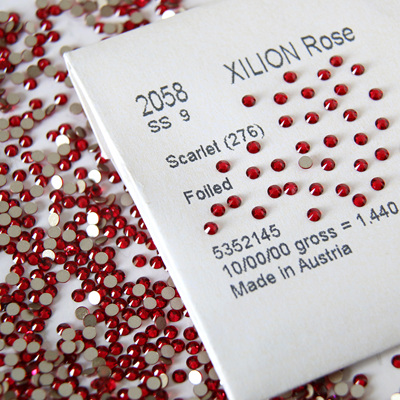 XILION Rose
2058
SS 9
Scarlet (276)
Foiled
5352145
10/00/00 gross = 1.440
Made in Austria